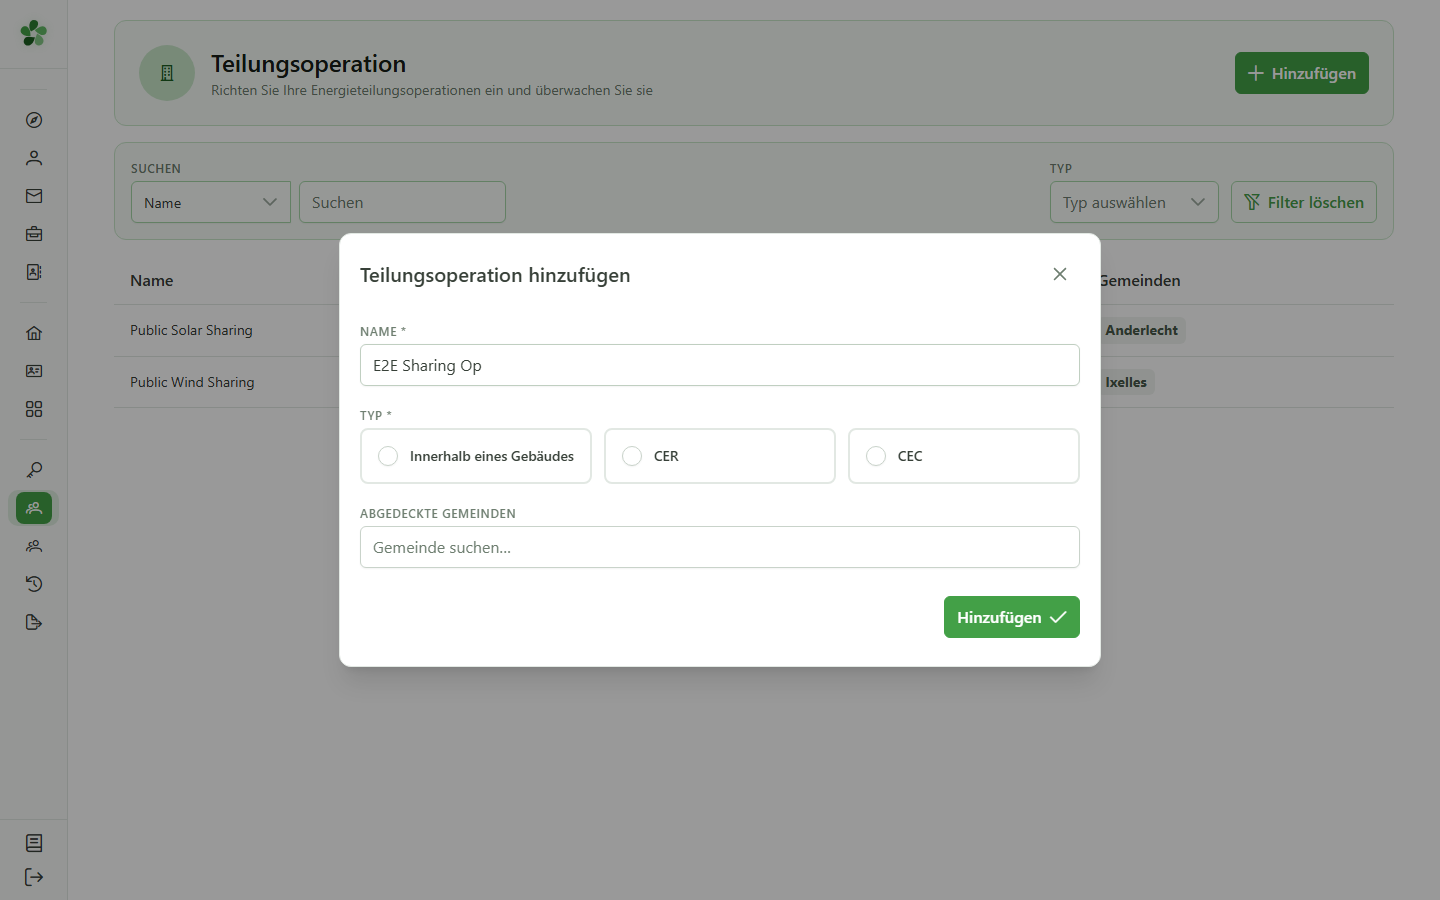 Teilungsoperation
Richten Sie Ihre Energieteilungsoperationen ein und überwachen Sie sie
Hinzufügen
SUCHEN
TYP
Name
Suchen
Typ auswählen
Filter löschen
Name
Gemeinden
Public Solar Sharing
Anderlecht
Public Wind Sharing
Ixelles
Teilungsoperation hinzufügen
NAME *
E2E Sharing Op
TYP *
Innerhalb eines Gebäudes
CER
CEC
ABGEDECKTE GEMEINDEN
Gemeinde suchen...
Hinzufügen